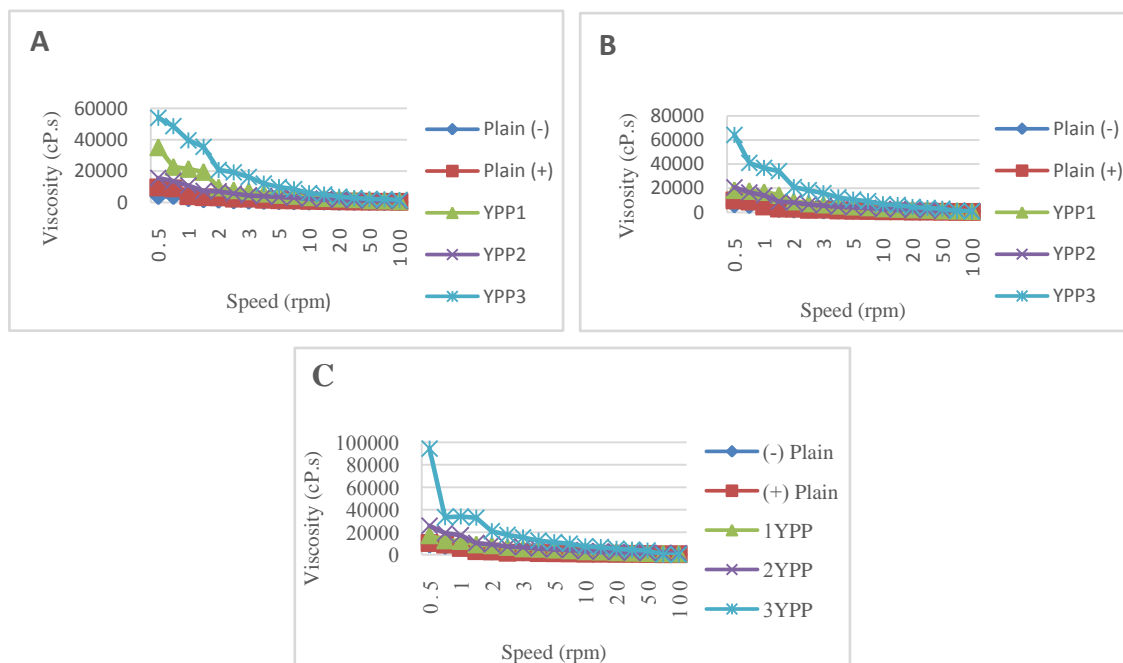 A
Viscosity (cP.s)
60000
40000
20000
0
0.5 1 2 3 5 10 20 50 100
Speed (rpm)
Plain (-)
Plain (+)
YPP1
YPP2
YPP3
B
Visosity (cP.s)
80000
60000
40000
20000
0
0.5 1 2 3 5 10 20 50 100
Speed (rpm)
Plain (-)
Plain (+)
YPP1
YPP2
YPP3
C
Viscosity (cP.s)
100000
80000
60000
40000
20000
0
0.5 1 2 3 5 10 20 50 100
Speed (rpm)
(-) Plain
(+) Plain
1YPP
2YPP
3YPP